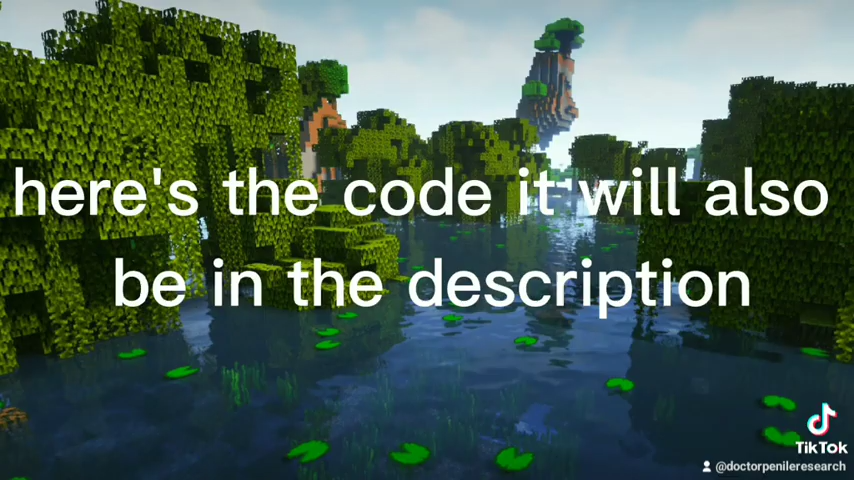 here's the code it will also
be in the description
TikTok
@doctorpenileresearch